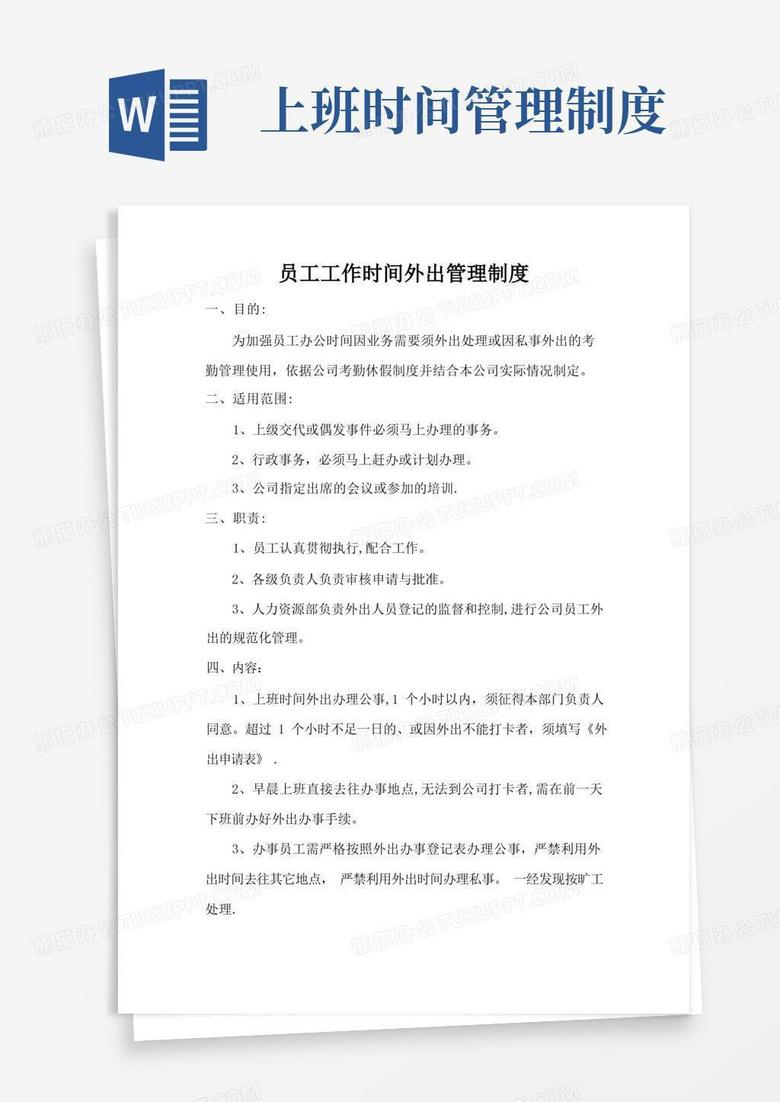 W
上班时间管理制度
员工工作时间外出管理制度
一、目的:
为加强员工办公时间因业务需要须外出处理或因私事外出的考
勤管理使用，依据公司考勤休假制度并结合本公司实际情况制定。
二、适用范围:
1、上级交代或偶发事件必须马上办理的事务。
2、行政事务，必须马上赶办或计划办理。
3、公司指定出席的会议或参加的培训.
三、职责:
1、员工认真贯彻执行,配合工作。
2、各级负责人负责审核申请与批准。
3、人力资源部负责外出人员登记的监督和控制,进行公司员工外
出的规范化管理。
四、内容:
1、上班时间外出办理公事,1 个小时以内，须征得本部门负责人
同意。超过 1 个小时不足一日的、或因外出不能打卡者，须填写《外
出申请表》.
2、早晨上班直接去往办事地点,无法到公司打卡者,需在前一天
下班前办好外出办事手续。
3、办事员工需严格按照外出办事登记表办理公事，严禁利用外
出时间去往其它地点， 严禁利用外出时间办理私事。 一经发现按旷工
处理.
熊猫办公TUKUPPT.COM